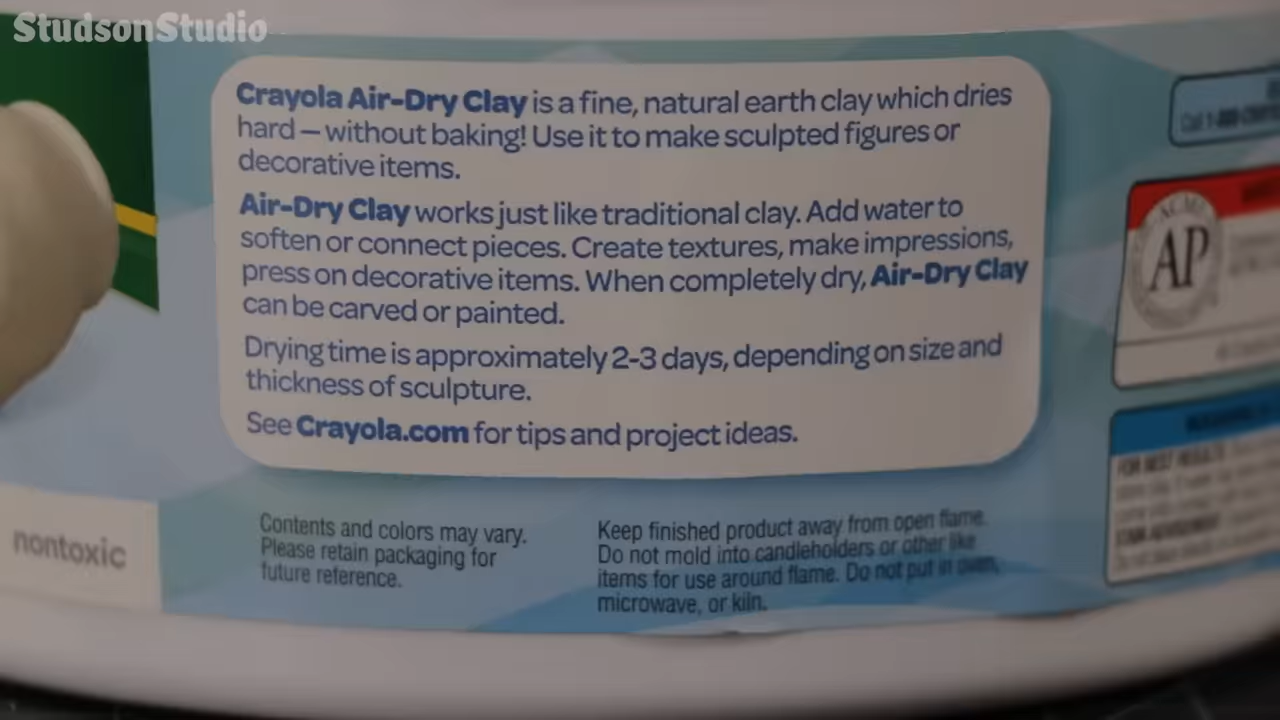 StudsonStudio
Crayola Air-Dry Clay is a fine, natural earth clay which dries
hard — without baking! Use it to make sculpted figures or
decorative items.
Air-Dry Clay works just like traditional clay. Add water to
soften or connect pieces. Create textures, make impressions,
press on decorative items. When completely dry, Air-Dry Clay
can be carved or painted.
Drying time is approximately 2-3 days, depending on size and
thickness of sculpture.
See Crayola.com for tips and project ideas.
Contents and colors may vary.
Please retain packaging for
future reference.
Keep finished product away from open flame.
Do not mold into candleholders or other like
items for use around flame. Do not put in oven,
microwave, or kiln.
nontoxic
AP
FOR BEST RESULTS: